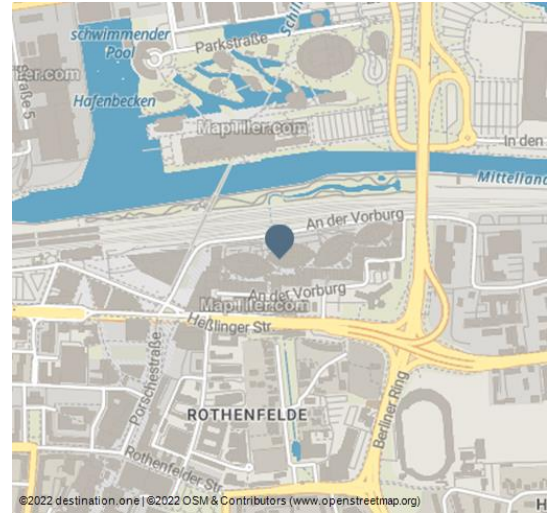 schwimmender
Pool
Parkstraße
Hafenbecken
MapTiler.com
In den
Mittelland
An der Vorburg
An der Vorburg
MapTiler.com
Heßlinger Str.
Porschestraße
ROTHENFELDE
Berliner Ring
Rothenfelder Str.
©2022 destination.one | ©2022 OSM & Contributors (www.openstreetmap.org)